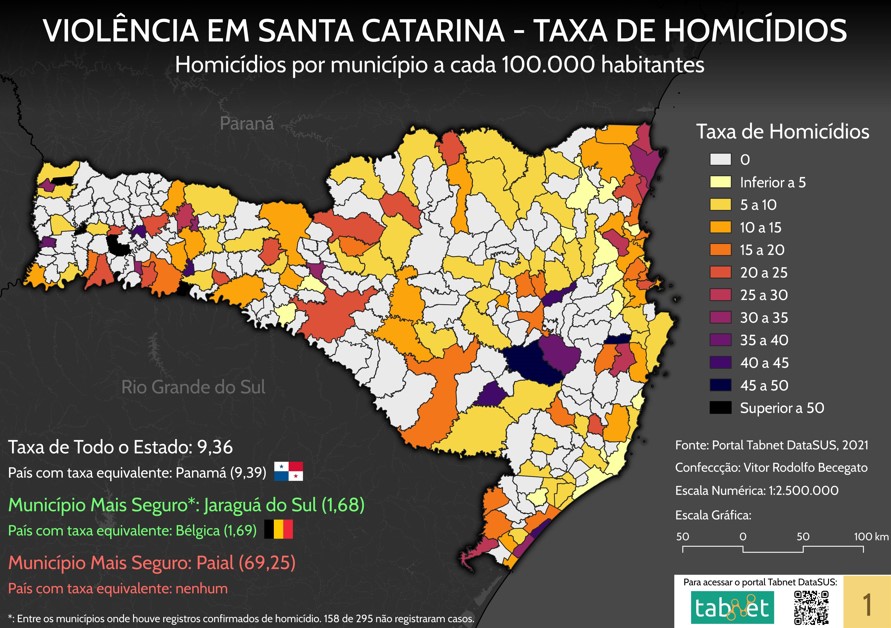 VIOLÊNCIA EM SANTA CATARINA - TAXA DE HOMICÍDIOS
Homicídios por município a cada 100.000 habitantes
Paraná
Rio Grande do Sul
Taxa de Homicídios
0
Inferior a 5
5 a 10
10 a 15
15 a 20
20 a 25
25 a 30
30 a 35
35 a 40
40 a 45
45 a 50
Superior a 50
Taxa de Todo o Estado: 9,36
País com taxa equivalente: Panamá (9,39)
Município Mais Seguro*: Jaraguá do Sul (1,68)
País com taxa equivalente: Bélgica (1,69)
Município Mais Seguro: Paial (69,25)
País com taxa equivalente: nenhum
*: Entre os municípios onde houve registros confirmados de homicídio. 158 de 295 não registraram casos.
Fonte: Portal Tabnet DataSUS, 2021
Confeccção: Vitor Rodolfo Becegato
Escala Numérica: 1:2.500.000
Escala Gráfica:
50 0 50 100 km
Para acessar o portal Tabnet DataSUS:
tabnet
1